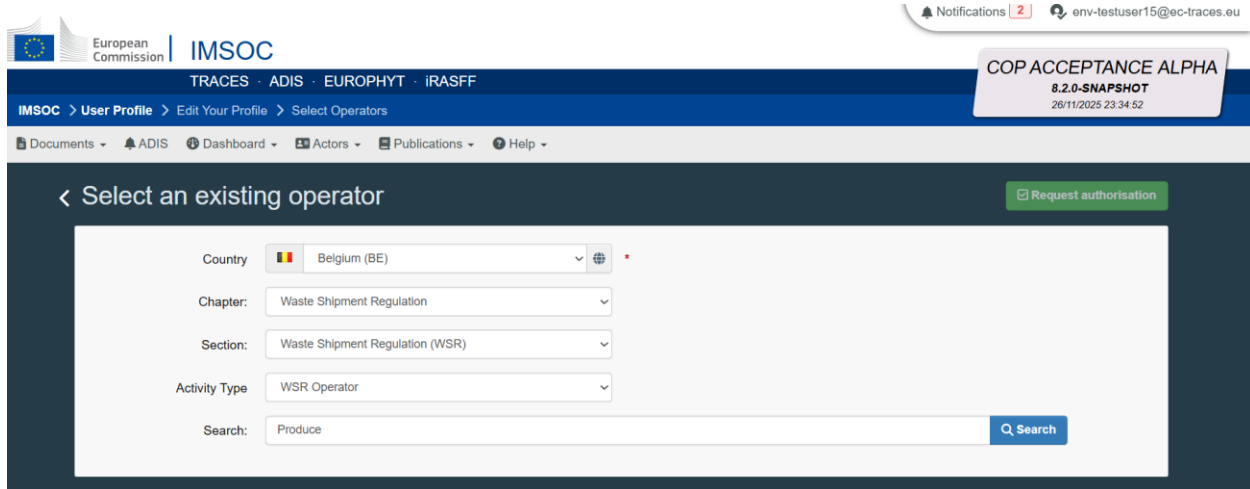 Notifications 2 env-testuser15@ec-traces.eu
European
Commission
IMSOC
TRACES · ADIS · EUROPHYT · iRASFF
COP ACCEPTANCE ALPHA
8.2.0-SNAPSHOT
26/11/2025 23:34:52
IMSOC > User Profile > Edit Your Profile > Select Operators
Documents ADIS Dashboard Actors Publications Help
Select an existing operator
Request authorisation
Country Belgium (BE) *
Chapter: Waste Shipment Regulation
Section: Waste Shipment Regulation (WSR)
Activity Type WSR Operator
Search: Produce Search